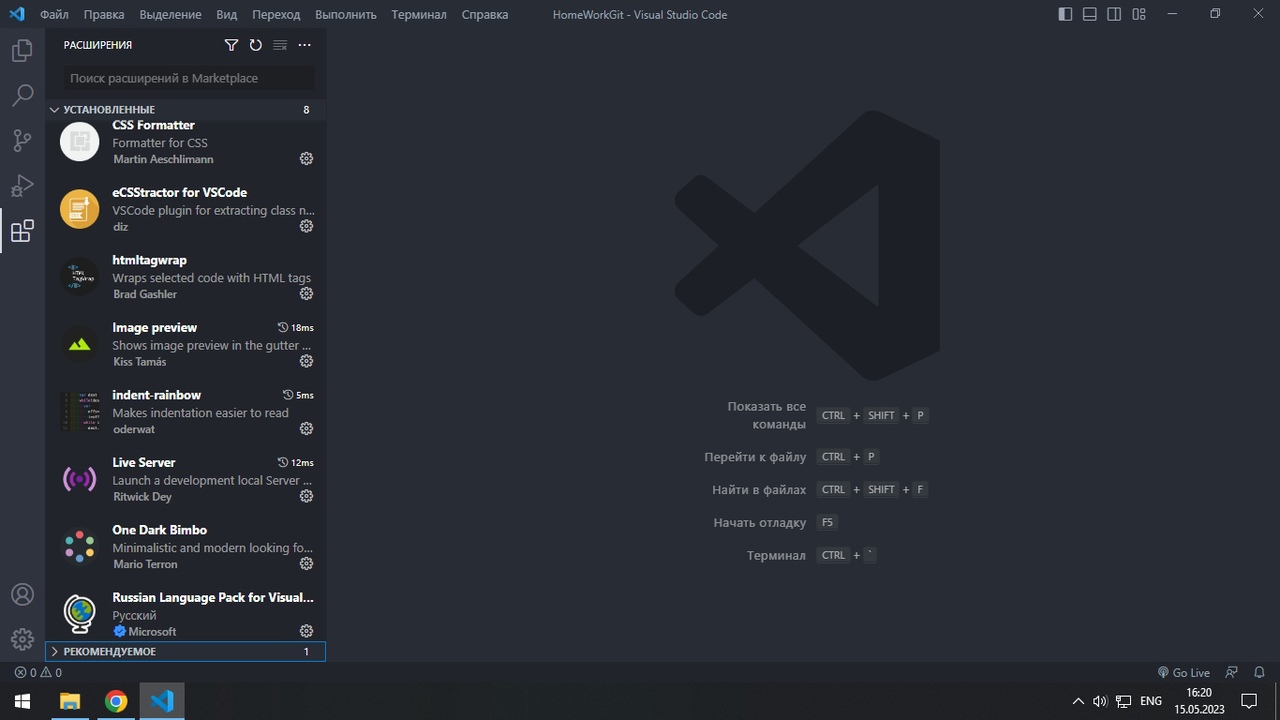 Файл Правка Выделение Вид Переход Выполнить Терминал Справка HomeWorkGit - Visual Studio Code
РАСШИРЕНИЯ
Поиск расширений в Marketplace
УСТАНОВЛЕННЫЕ 8
CSS Formatter
Formatter for CSS
Martin Aeschlimann
eCSStractor for VSCode
VSCode plugin for extracting class n...
diz
htmltagwrap
Wraps selected code with HTML tags
Brad Gashler
Image preview 18ms
Shows image preview in the gutter ...
Kiss Tamás
indent-rainbow 5ms
Makes indentation easier to read
oderwat
Live Server 12ms
Launch a development local Server ...
Ritwick Dey
One Dark Bimbo
Minimalistic and modern looking fo...
Mario Terron
Russian Language Pack for Visual...
Русский
Microsoft
РЕКОМЕНДУЕМОЕ 1
Показать все
команды CTRL + SHIFT + P
Перейти к файлу CTRL + P
Найти в файлах CTRL + SHIFT + F
Начать отладку F5
Терминал CTRL + `
0 0 Go Live
ENG 16:20
15.05.2023